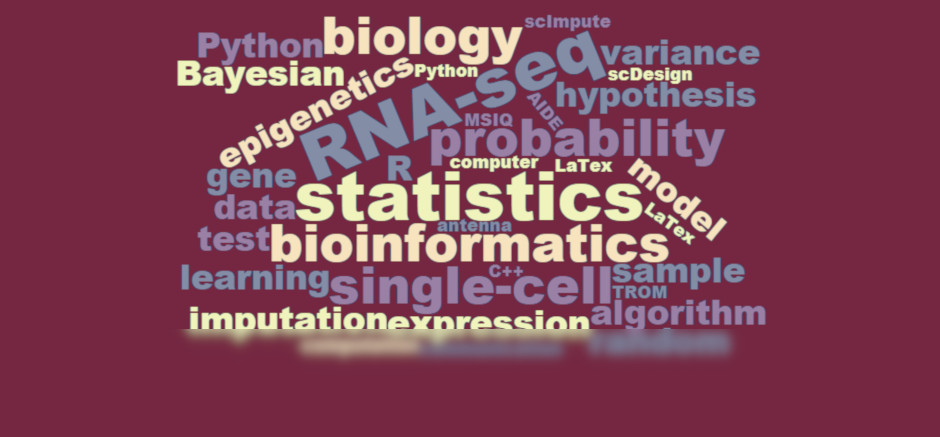 scImpute
biology
Python
variance
Bayesian
Python
scDesign
epigenetics
RNA-seq
AIDE
hypothesis
MSIQ
probability
R
computer
LaTex
gene
model
statistics
data
LaTex
antenna
test
bioinformatics
C++
sample
learning
single-cell
TROM
algorithm
imputation
expression